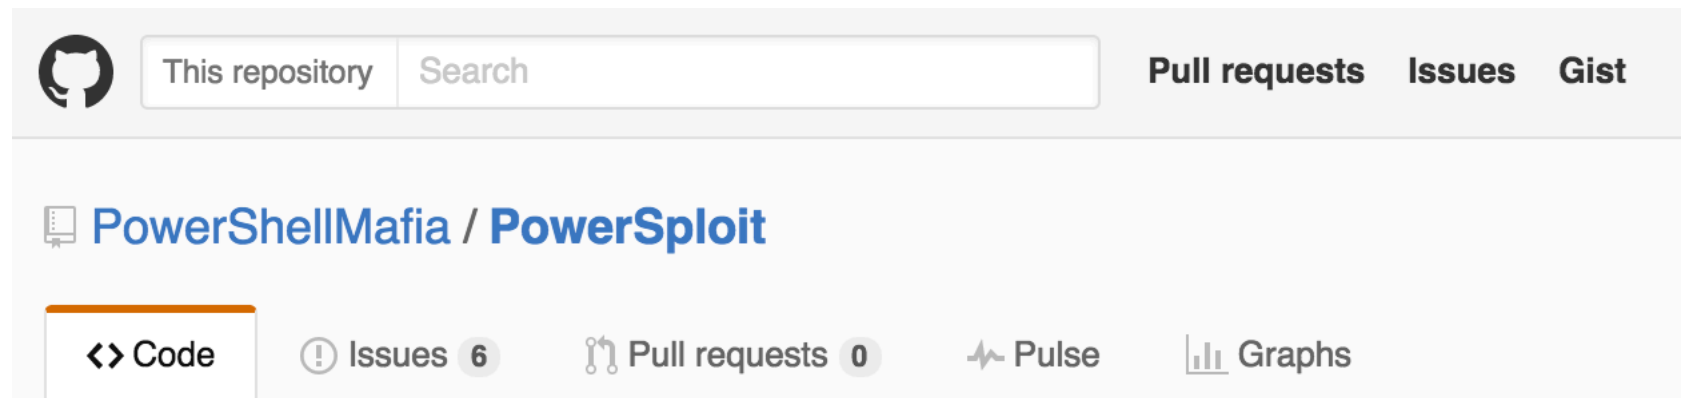 This repository Search Pull requests Issues Gist
PowerShellMafia / PowerSploit
Code Issues 6 Pull requests 0 Pulse Graphs